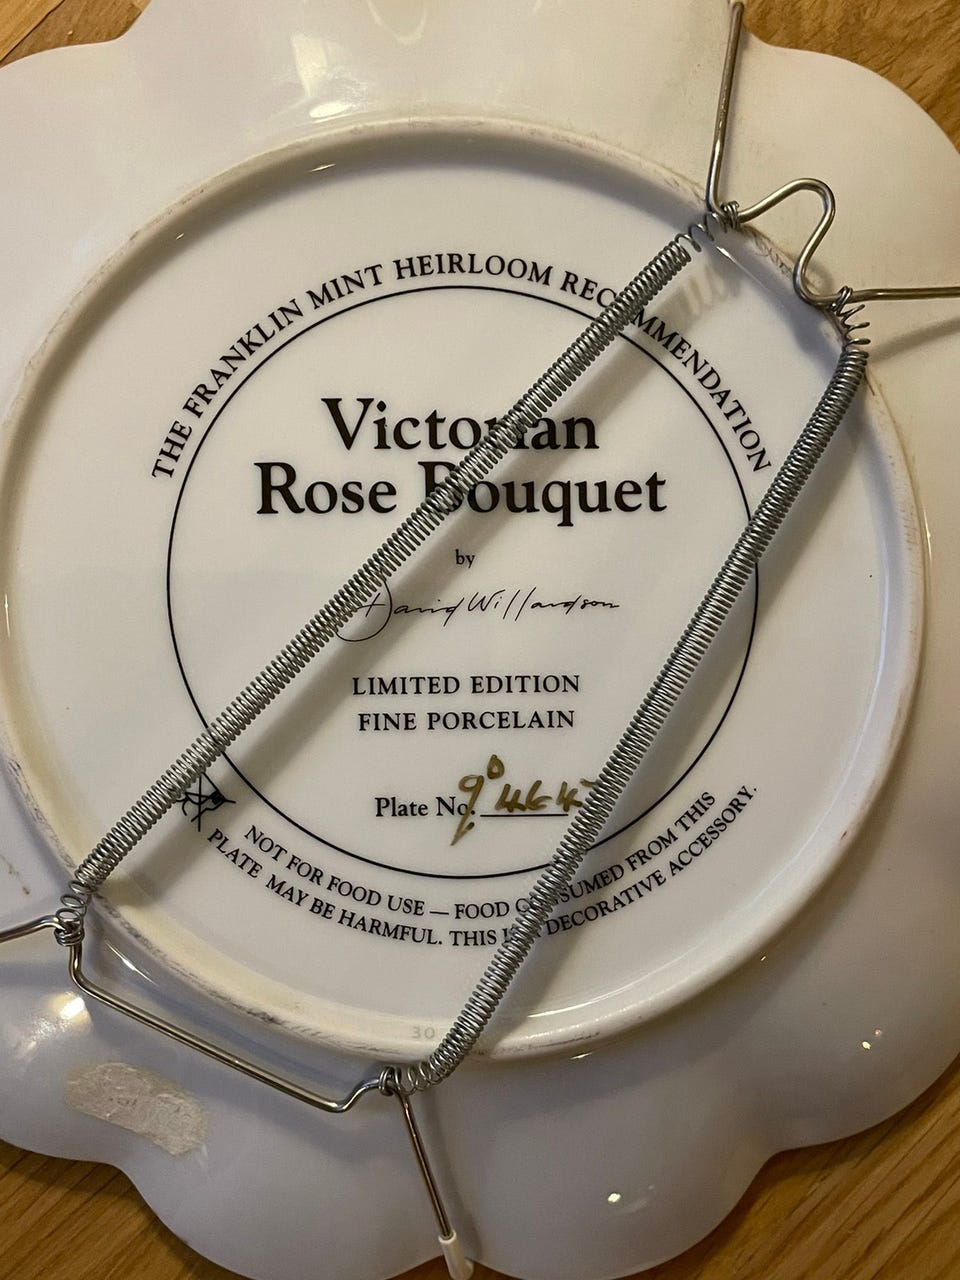 THE FRANKLIN MINT HEIRLOOM RECOMMENDATION
Victorian
Rose Bouquet
by
David Willardson
LIMITED EDITION
FINE PORCELAIN
Plate No.
NOT FOR FOOD USE — FOOD CONSUMED FROM THIS
PLATE MAY BE HARMFUL. THIS IS A DECORATIVE ACCESSORY.
30